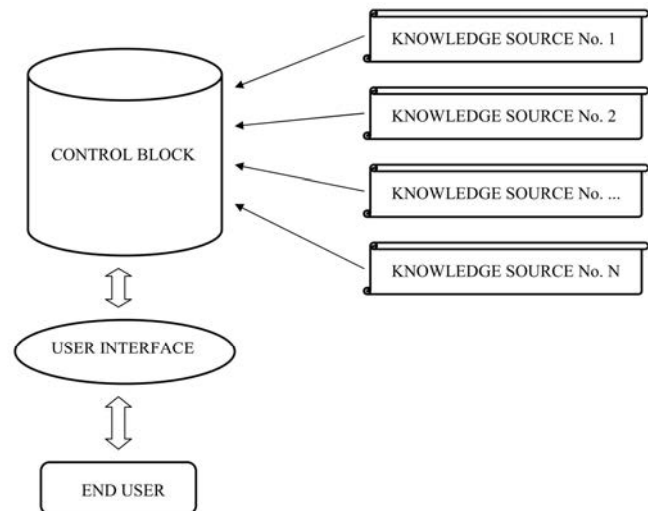 KNOWLEDGE SOURCE No. 1
KNOWLEDGE SOURCE No. 2
CONTROL BLOCK
KNOWLEDGE SOURCE No. ...
KNOWLEDGE SOURCE No. N
USER INTERFACE
END USER